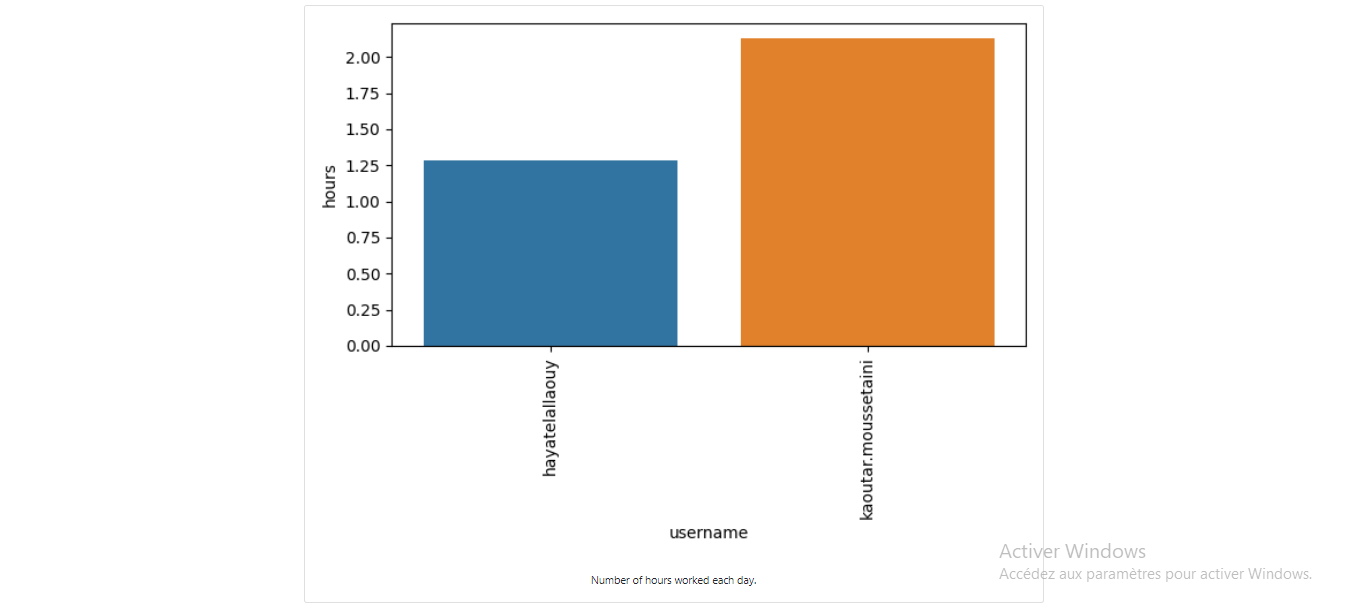 2.00
1.75
1.50
1.25
1.00
0.75
0.50
0.25
0.00
hours
hayatelallaouy
kaoutar.moussetaini
username
Number of hours worked each day.
Activer Windows
Accédez aux paramètres pour activer Windows.